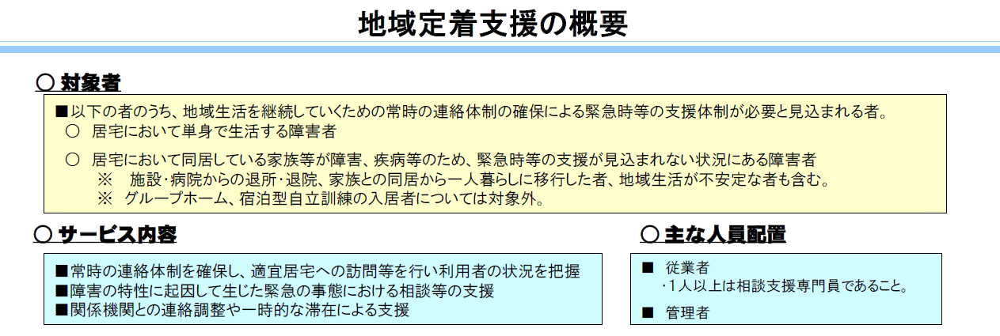 地域定着支援の概要
○ 対象者
■以下の者のうち、地域生活を継続していくための常時の連絡体制の確保による緊急時等の支援体制が必要と見込まれる者。
○ 居宅において単身で生活する障害者
○ 居宅において同居している家族等が障害、疾病等のため、緊急時等の支援が見込まれない状況にある障害者
※ 施設・病院からの退所・退院、家族との同居から一人暮らしに移行した者、地域生活が不安定な者も含む。
※ グループホーム、宿泊型自立訓練の入居者については対象外。
○ サービス内容
■常時の連絡体制を確保し、適宜居宅への訪問等を行い利用者の状況を把握
■障害の特性に起因して生じた緊急の事態における相談等の支援
■関係機関との連絡調整や一時的な滞在による支援
○ 主な人員配置
■ 従業者
・1人以上は相談支援専門員であること。
■ 管理者